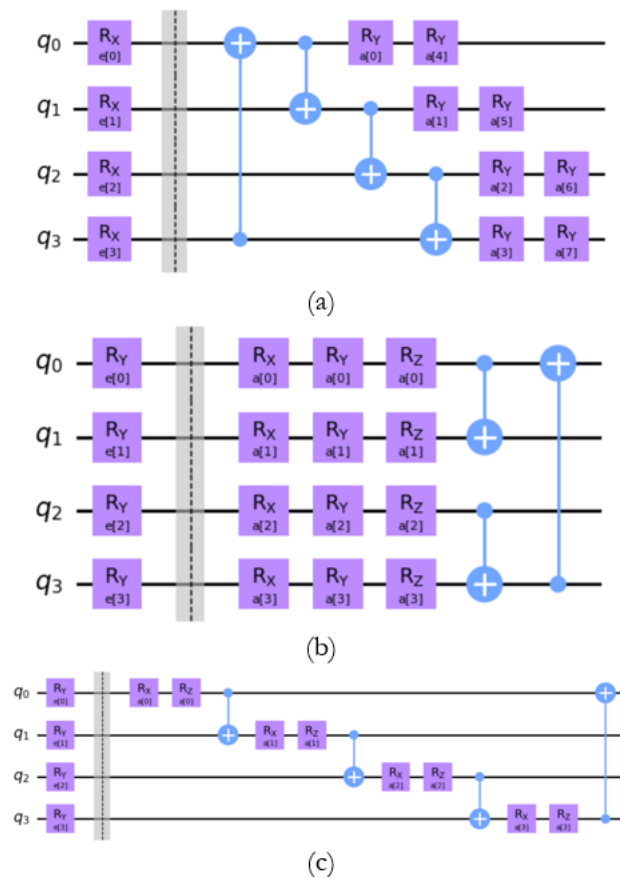 q0 RX e[0] RY a[0] RY a[4]
q1 RX e[1] RY a[1] RY a[5]
q2 RX e[2] RY a[2] RY a[6]
q3 RX e[3] RY a[3] RY a[7]
(a)
q0 RY e[0] RX a[0] RY a[0] RZ a[0]
q1 RY e[1] RX a[1] RY a[1] RZ a[1]
q2 RY e[2] RX a[2] RY a[2] RZ a[2]
q3 RY e[3] RX a[3] RY a[3] RZ a[3]
(b)
q0 RY e[0] RX a[0] RZ a[0]
q1 RY e[1] RX a[1] RZ a[1]
q2 RY e[2] RX a[2] RZ a[2]
q3 RY e[3] RX a[3] RZ a[3]
(c)